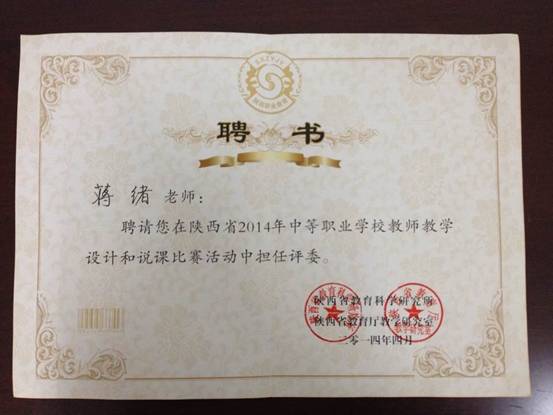 SXZYJY
聘 书
蒋绪 老师：
聘请您在陕西省2014年中等职业学校教师教学
设计和说课比赛活动中担任评委。
陕西省教育科学研究所
陕西省教育厅教学研究室
二零一四年四月